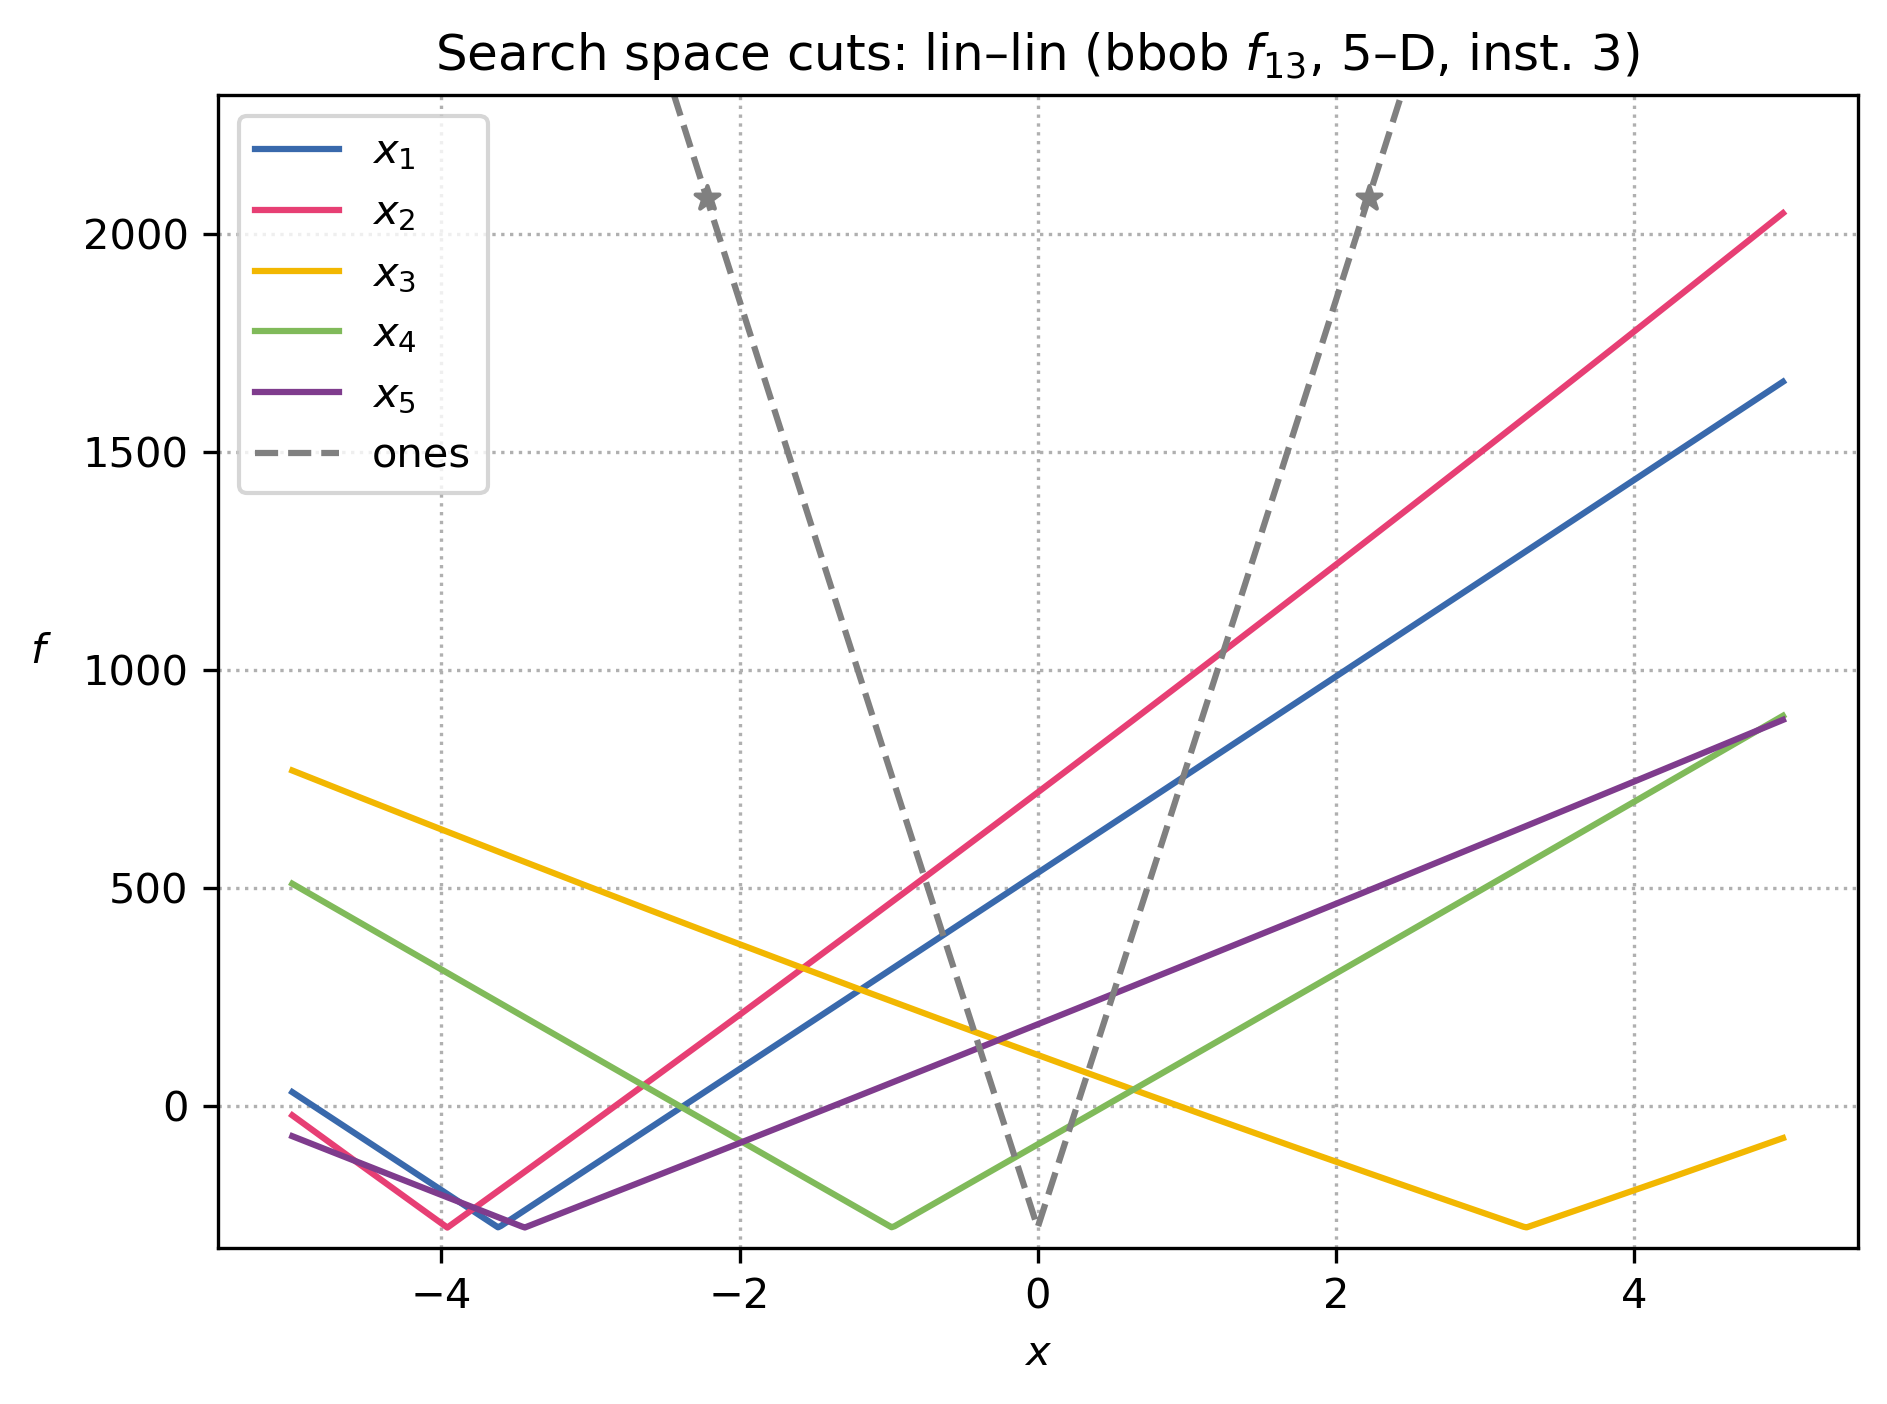 Search space cuts: lin–lin (bbob f13, 5–D, inst. 3)
x1
x2
x3
x4
x5
ones
2000
1500
1000
500
0
f
−4 −2 0 2 4
x